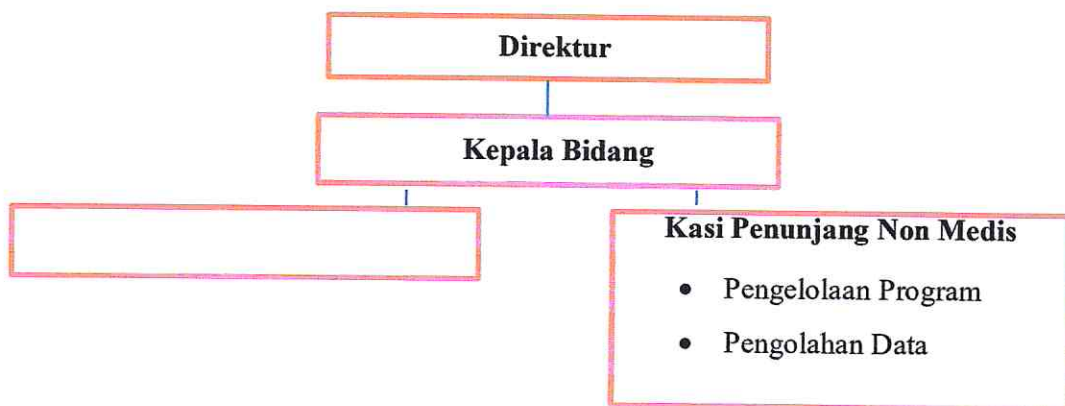 Direktur
Kepala Bidang
Kasi Penunjang Non Medis
• Pengelolaan Program
• Pengolahan Data